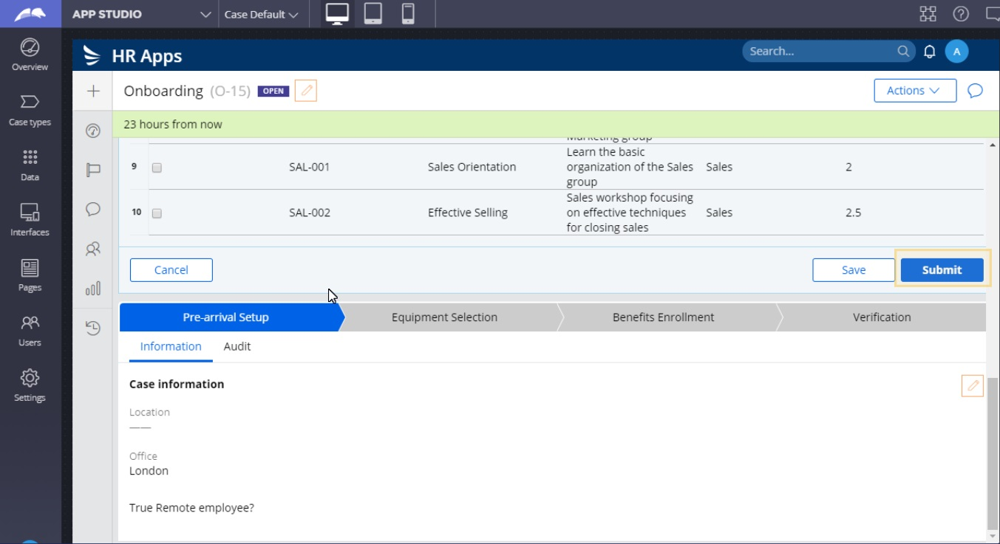 APP STUDIO
Case Default
Overview
Case types
Data
Interfaces
Pages
Users
Settings
HR Apps
Search...
A
Onboarding (O-15) OPEN
Actions
23 hours from now
Marketing group
9 SAL-001 Sales Orientation Learn the basic organization of the Sales group Sales 2
10 SAL-002 Effective Selling Sales workshop focusing on effective techniques for closing sales Sales 2.5
Cancel Save Submit
Pre-arrival Setup Equipment Selection Benefits Enrollment Verification
Information Audit
Case information
Location
——
Office
London
True Remote employee?